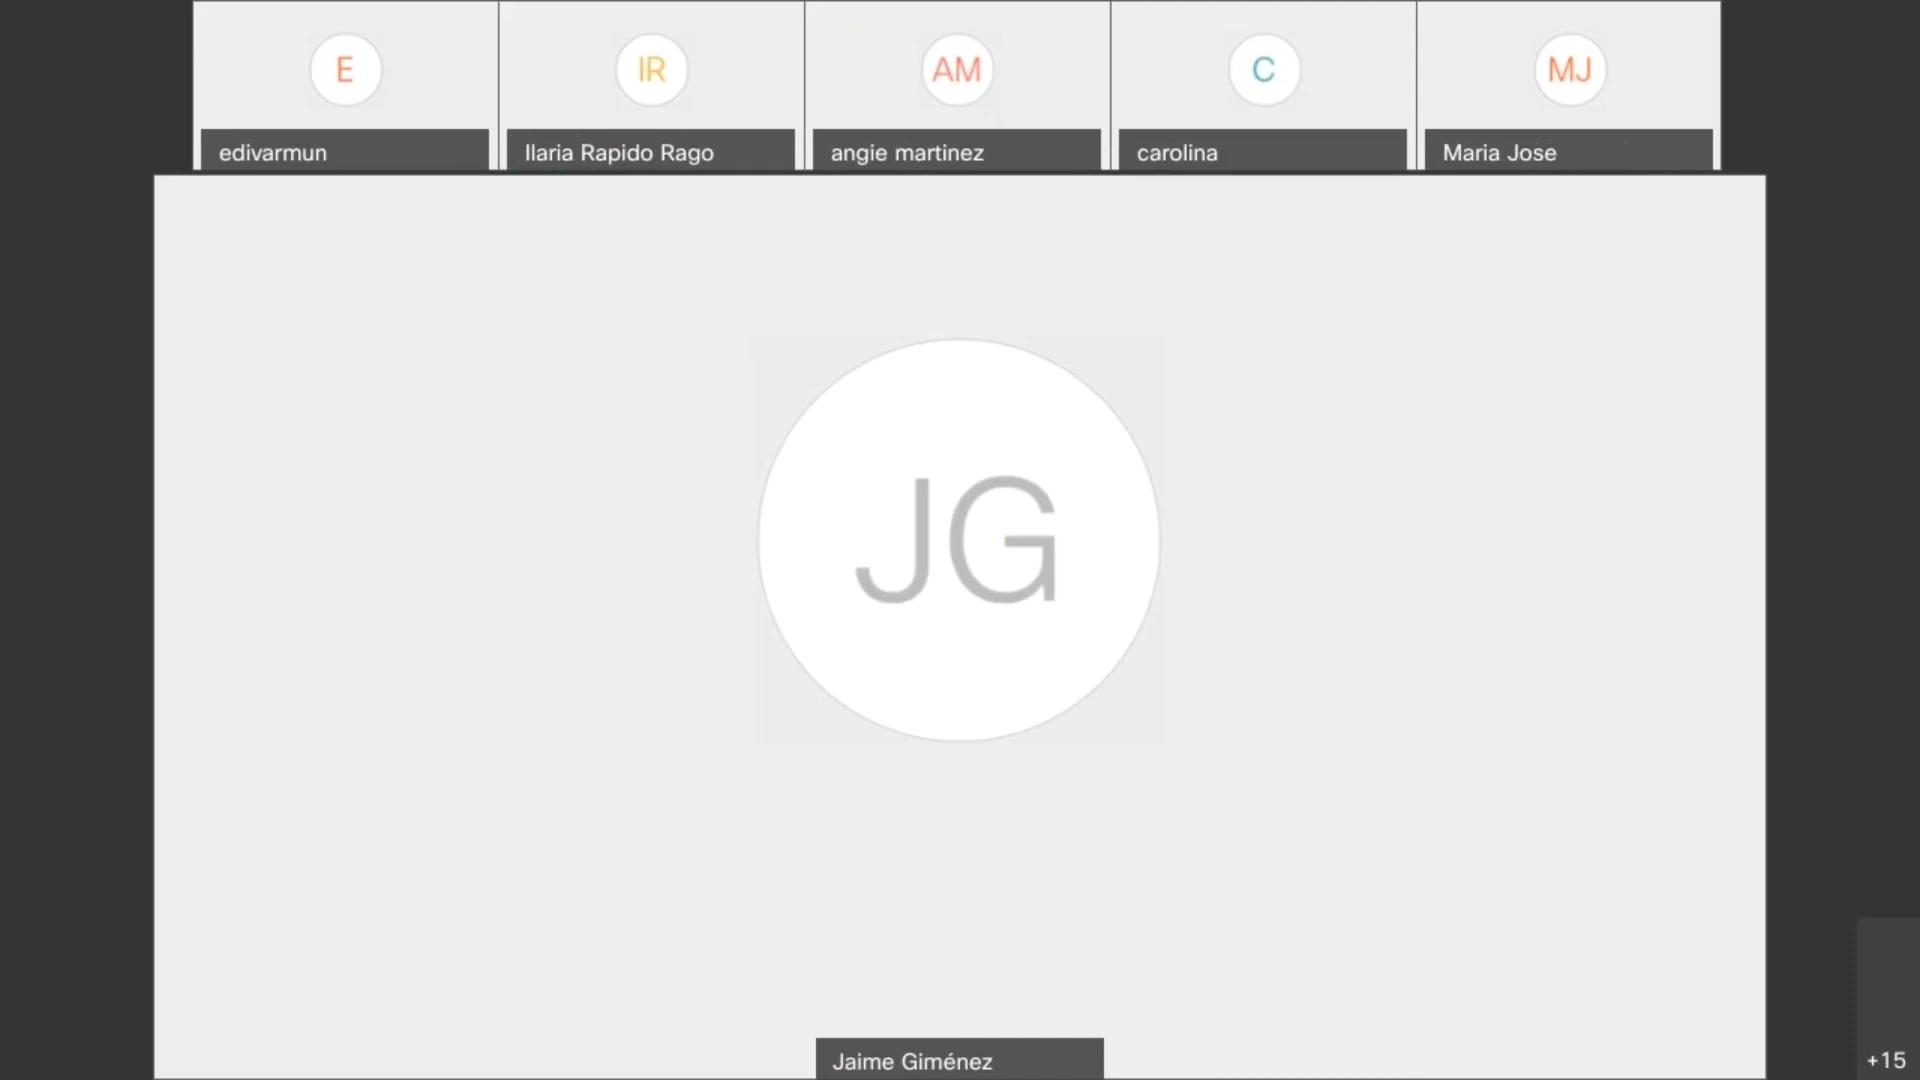 E
IR
AM
C
MJ
edivarmun
Ilaria Rapido Rago
angie martinez
carolina
Maria Jose
JG
Jaime Giménez
+15